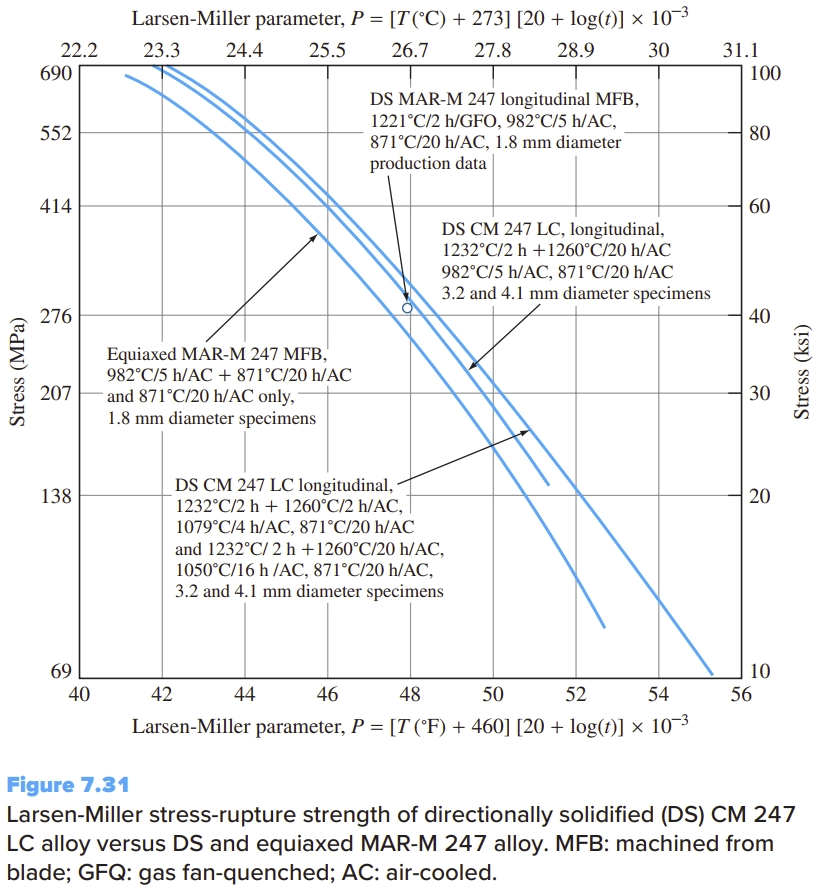 Larsen-Miller parameter, P = [T (°C) + 273] [20 + log(t)] × 10⁻³
22.2 23.3 24.4 25.5 26.7 27.8 28.9 30 31.1
690
552
414
276
207
138
69
Stress (MPa)
100
80
60
40
30
20
10
Stress (ksi)
DS MAR-M 247 longitudinal MFB,
1221°C/2 h/GFO, 982°C/5 h/AC,
871°C/20 h/AC, 1.8 mm diameter
production data
DS CM 247 LC, longitudinal,
1232°C/2 h +1260°C/20 h/AC
982°C/5 h/AC, 871°C/20 h/AC
3.2 and 4.1 mm diameter specimens
Equiaxed MAR-M 247 MFB,
982°C/5 h/AC + 871°C/20 h/AC
and 871°C/20 h/AC only,
1.8 mm diameter specimens
DS CM 247 LC longitudinal,
1232°C/2 h + 1260°C/2 h/AC,
1079°C/4 h/AC, 871°C/20 h/AC
and 1232°C/ 2 h +1260°C/20 h/AC,
1050°C/16 h /AC, 871°C/20 h/AC,
3.2 and 4.1 mm diameter specimens
40 42 44 46 48 50 52 54 56
Larsen-Miller parameter, P = [T (°F) + 460] [20 + log(t)] × 10⁻³
Figure 7.31
Larsen-Miller stress-rupture strength of directionally solidified (DS) CM 247
LC alloy versus DS and equiaxed MAR-M 247 alloy. MFB: machined from
blade; GFQ: gas fan-quenched; AC: air-cooled.